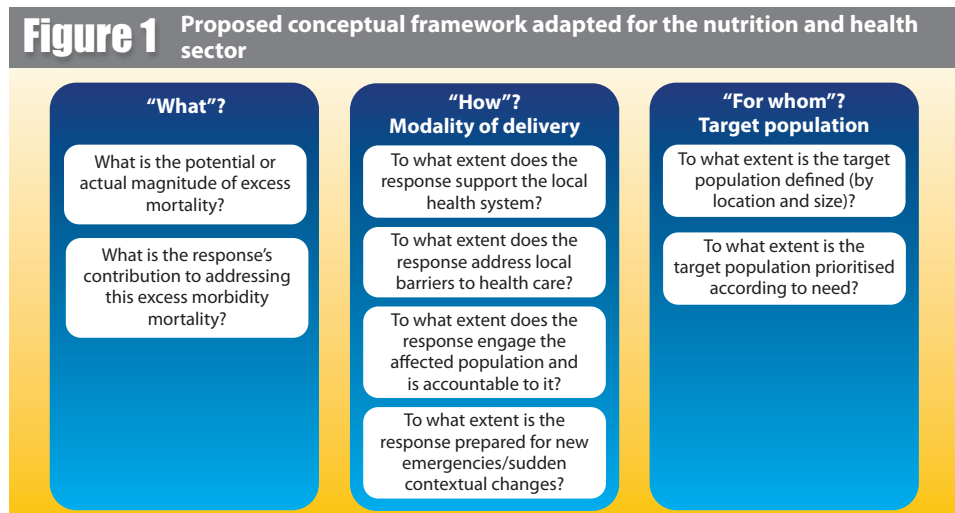 Figure 1
Proposed conceptual framework adapted for the nutrition and health
sector
“What”?
What is the potential or
actual magnitude of excess
mortality?
What is the response’s
contribution to addressing
this excess morbidity
mortality?
“How”?
Modality of delivery
To what extent does the
response support the local
health system?
To what extent does the
response address local
barriers to health care?
To what extent does the
response engage the
affected population and
is accountable to it?
To what extent is the
response prepared for new
emergencies/sudden
contextual changes?
“For whom”?
Target population
To what extent is the target
population defined (by
location and size)?
To what extent is the
target population prioritised
according to need?